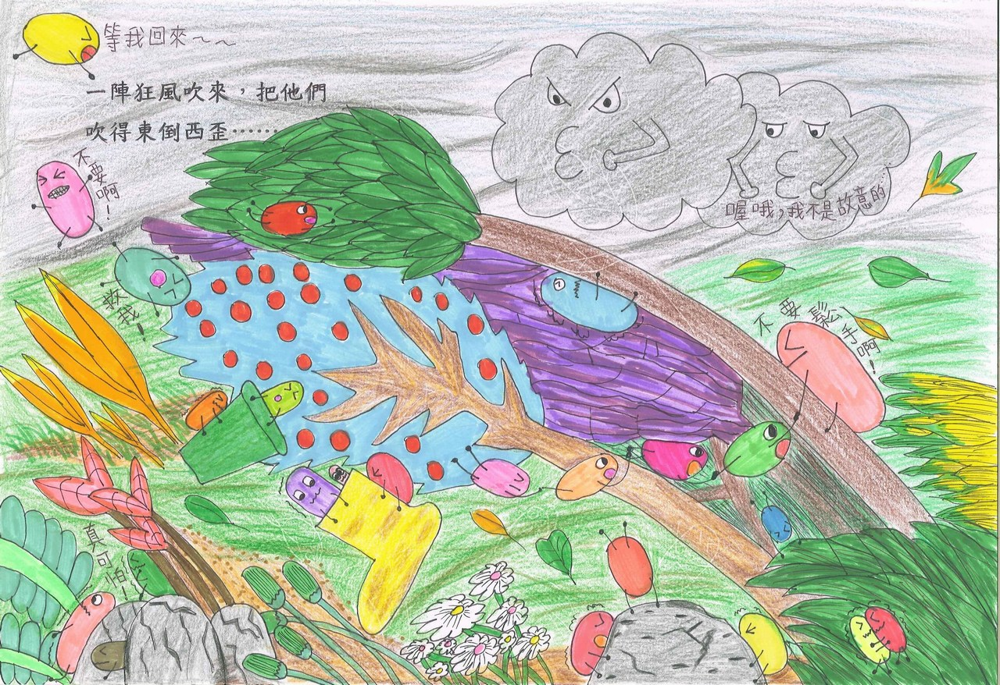 等我回來~~
一陣狂風吹來，把他們
吹得東倒西歪……
不要啊！
救我！
喔哦，我不是故意的…
不要鬆手啊！
真可怕！